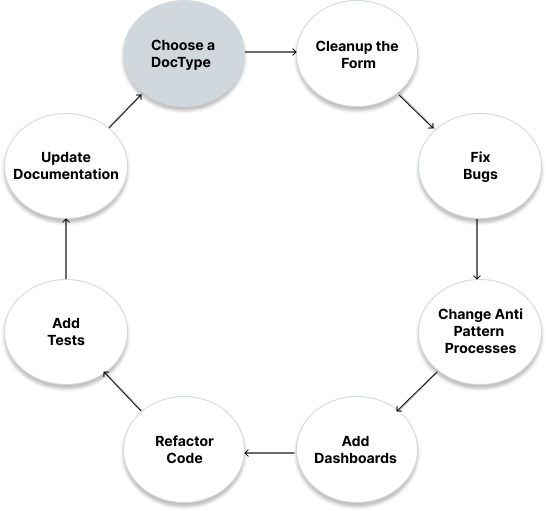 Choose a
DocType
Cleanup the
Form
Fix
Bugs
Change Anti
Pattern
Processes
Add
Dashboards
Refactor
Code
Add
Tests
Update
Documentation